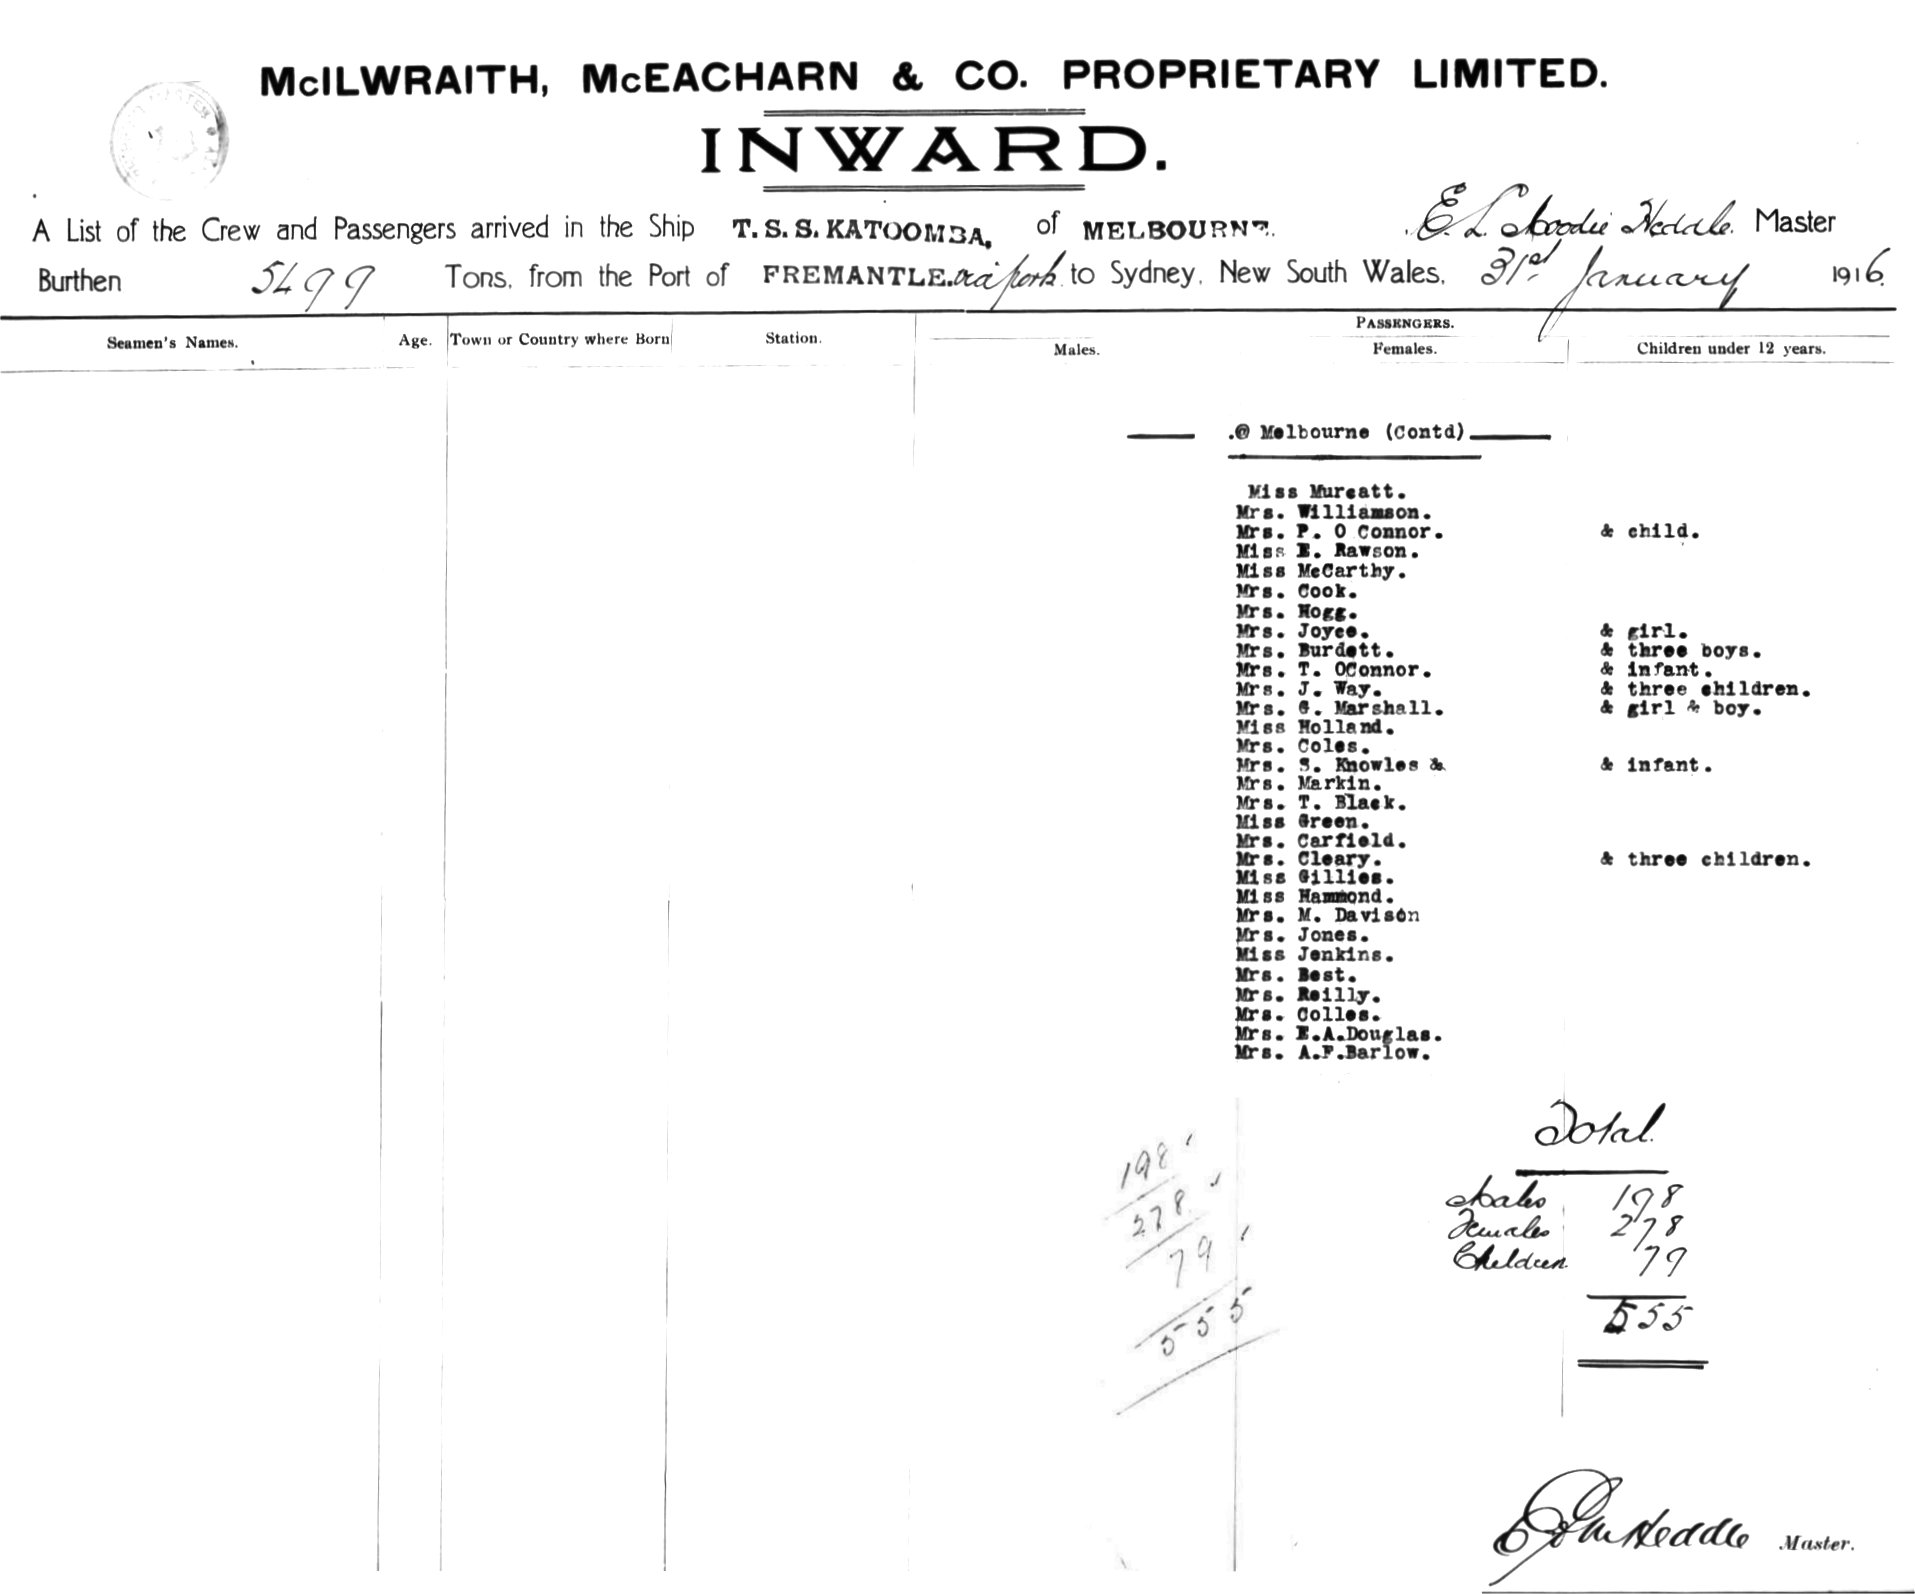 McILWRAITH, McEACHARN & CO. PROPRIETARY LIMITED.
INWARD.
A List of the Crew and Passengers arrived in the Ship T.S.S. KATOOMBA, of MELBOURNE. E. L. Moodie Heddle. Master
Burthen 5499 Tons, from the Port of FREMANTLE. via ports to Sydney, New South Wales, 31st January 1916.
Seamen's Names. Age. Town or Country where Born Station. PASSENGERS.
Males. Females. Children under 12 years.
.@ Melbourne (Contd)
Miss Mureatt.
Mrs. Williamson.
Mrs. P. O Connor. & child.
Miss E. Rawson.
Miss McCarthy.
Mrs. Cook.
Mrs. Hogg.
Mrs. Joyce. & girl.
Mrs. Burdett. & three boys.
Mrs. T. OConnor. & infant.
Mrs. J. Way. & three children.
Mrs. G. Marshall. & girl & boy.
Miss Holland.
Mrs. Coles.
Mrs. S. Knowles & & infant.
Mrs. Markin.
Mrs. T. Black.
Miss Green.
Mrs. Carfield.
Mrs. Cleary. & three children.
Miss Gillies.
Miss Hammond.
Mrs. M. Davison
Mrs. Jones.
Miss Jenkins.
Mrs. Best.
Mrs. Reilly.
Mrs. Colles.
Mrs. E.A.Douglas.
Mrs. A.F.Barlow.
Total.
198
278
79
555
Males 198
Females 278
Children 79
555
Heddle Master.